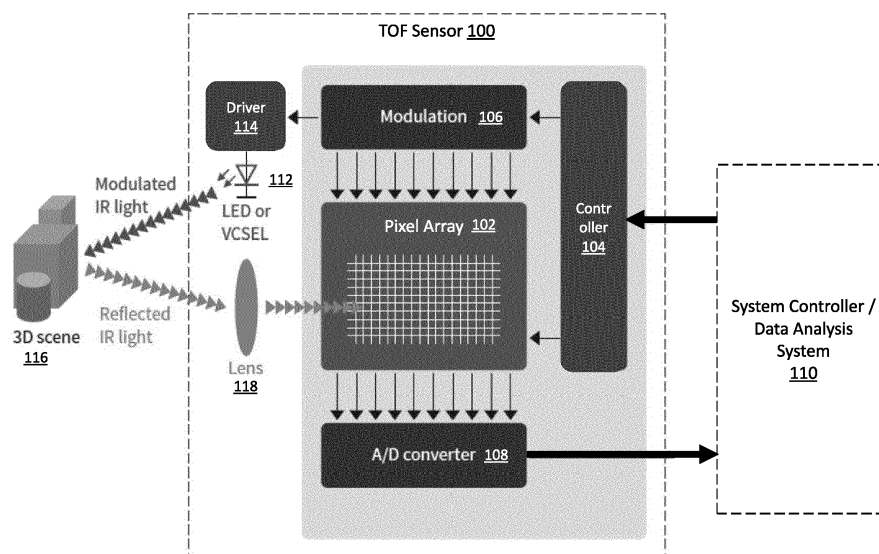 TOF Sensor 100
Driver
114
Modulation 106
112
LED or
VCSEL
Modulated
IR light
Reflected
IR light
3D scene
116
Lens
118
Pixel Array 102
Contr
oller
104
A/D converter 108
System Controller /
Data Analysis
System
110